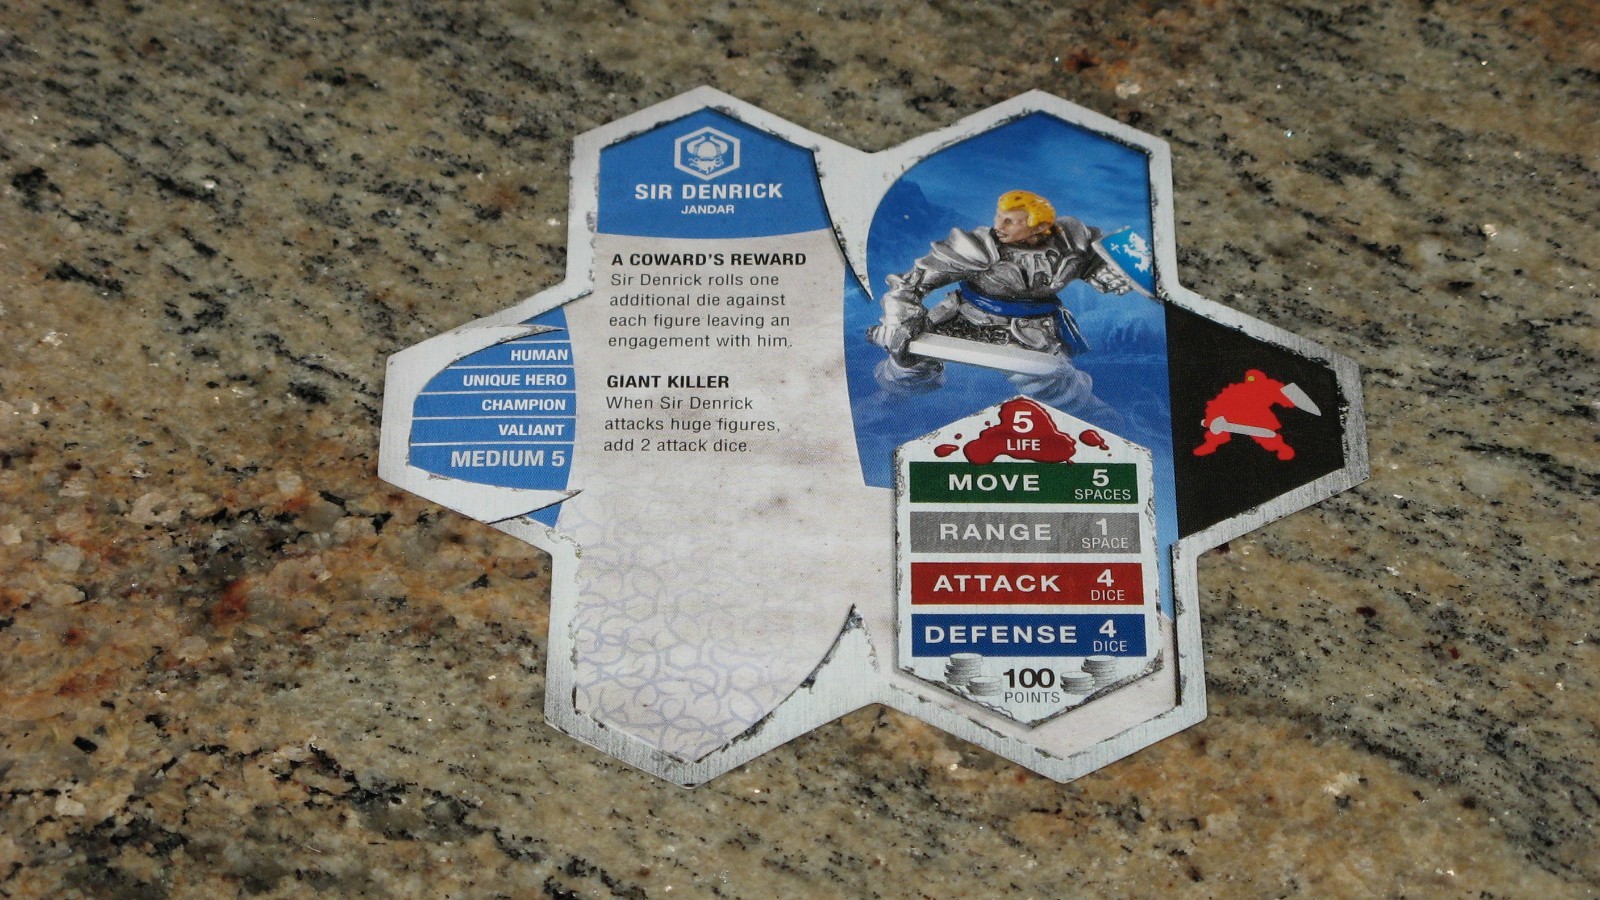 SIR DENRICK
JANDAR
A COWARD'S REWARD
Sir Denrick rolls one
additional die against
each figure leaving an
engagement with him.
GIANT KILLER
When Sir Denrick
attacks huge figures,
add 2 attack dice.
HUMAN
UNIQUE HERO
CHAMPION
VALIANT
MEDIUM 5
5
LIFE
MOVE 5
SPACES
RANGE 1
SPACE
ATTACK 4
DICE
DEFENSE 4
DICE
100
POINTS